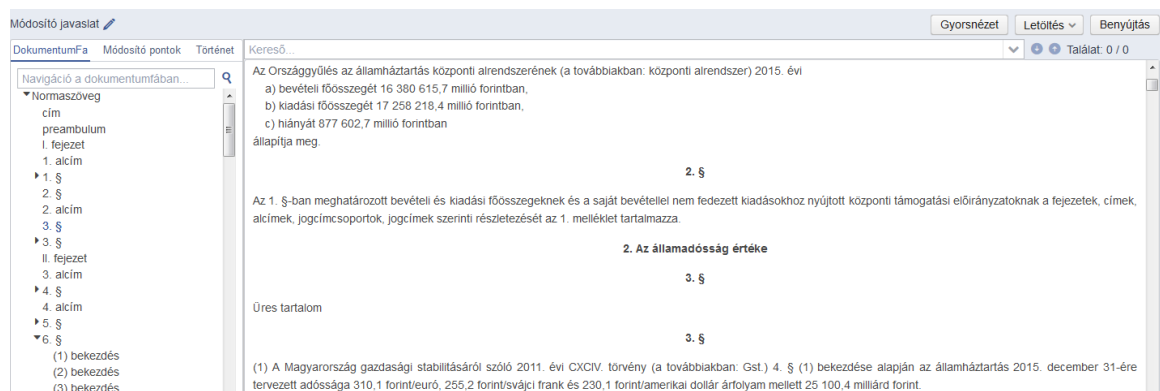 Módosító javaslat
Gyorsnézet
Letöltés
Benyújtás
DokumentumFa
Módosító pontok
Történet
Kereső...
Találat: 0 / 0
Navigáció a dokumentumfában...
Normaszöveg
cím
preambulum
I. fejezet
1. alcím
1. §
2. §
2. alcím
3. §
3. §
II. fejezet
3. alcím
4. §
4. alcím
5. §
6. §
(1) bekezdés
(2) bekezdés
(3) bekezdés
Az Országgyűlés az államháztartás központi alrendszerének (a továbbiakban: központi alrendszer) 2015. évi
a) bevételi főösszegét 16 380 615,7 millió forintban,
b) kiadási főösszegét 17 258 218,4 millió forintban,
c) hiányát 877 602,7 millió forintban
állapítja meg.
2. §
Az 1. §-ban meghatározott bevételi és kiadási főösszegeknek és a saját bevétellel nem fedezett kiadásokhoz nyújtott központi támogatási előirányzatoknak a fejezetek, címek,
alcímek, jogcímcsoportok, jogcímek szerinti részletezését az 1. melléklet tartalmazza.
2. Az államadósság értéke
3. §
Üres tartalom
3. §
(1) A Magyarország gazdasági stabilitásáról szóló 2011. évi CXCIV. törvény (a továbbiakban: Gst.) 4. § (1) bekezdése alapján az államháztartás 2015. december 31-ére
tervezett adóssága 310,1 forint/euró, 255,2 forint/svájci frank és 230,1 forint/amerikai dollár árfolyam mellett 25 100,4 milliárd forint.